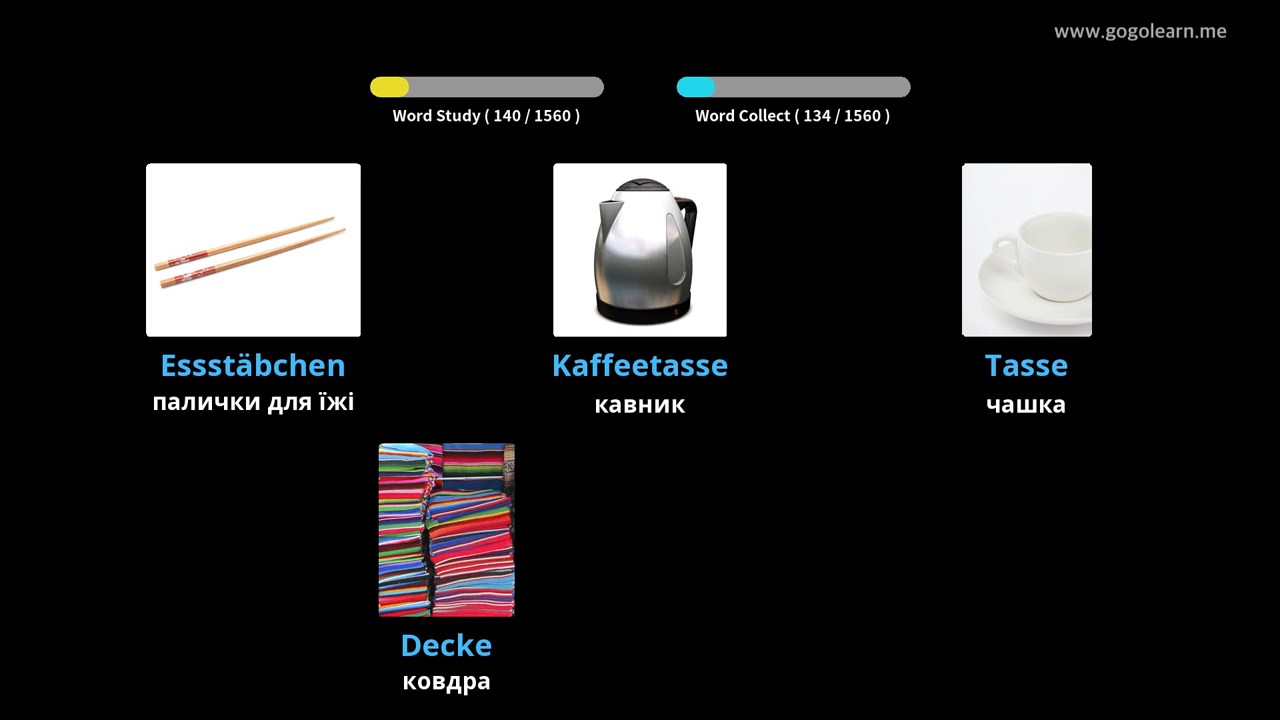 www.gogolearn.me
Word Study ( 140 / 1560 )
Word Collect ( 134 / 1560 )
Essstäbchen
палички для їжі
Kaffeetasse
кавник
Tasse
чашка
Decke
ковдра